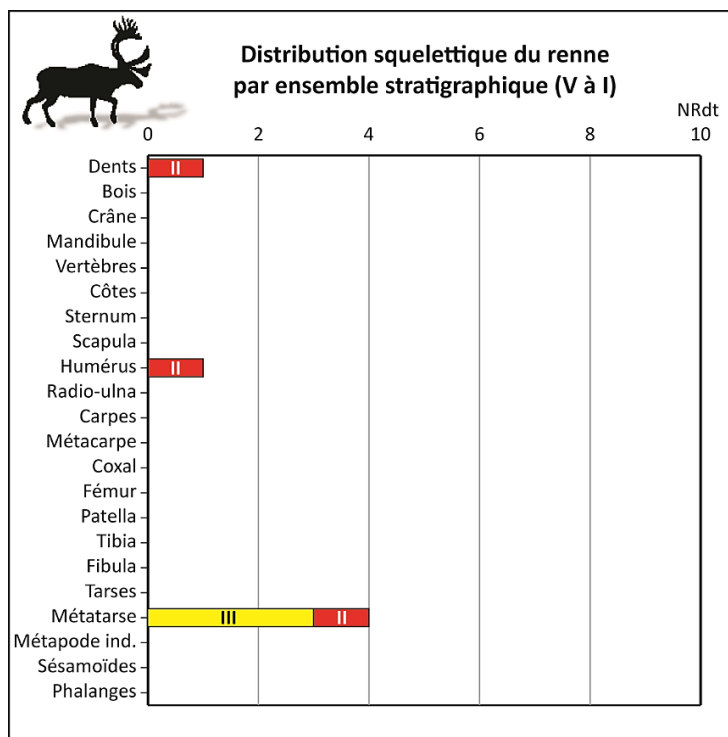 Distribution squelettique du renne
par ensemble stratigraphique (V à I)
NRdt
0 2 4 6 8 10
Dents II
Bois
Crâne
Mandibule
Vertèbres
Côtes
Sternum
Scapula
Humérus II
Radio-ulna
Carpes
Métacarpe
Coxal
Fémur
Patella
Tibia
Fibula
Tarses
Métatarse III II
Métapode ind.
Sésamoïdes
Phalanges